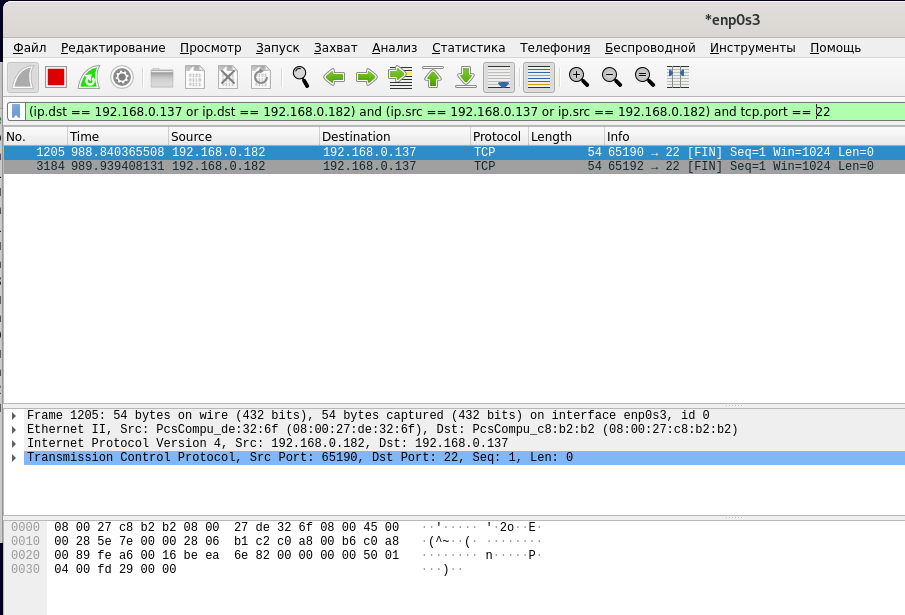 *enp0s3
Файл Редактирование Просмотр Запуск Захват Анализ Статистика Телефония Беспроводной Инструменты Помощь
(ip.dst == 192.168.0.137 or ip.dst == 192.168.0.182) and (ip.src == 192.168.0.137 or ip.src == 192.168.0.182) and tcp.port == 22
No. Time Source Destination Protocol Length Info
1205 988.840365508 192.168.0.182 192.168.0.137 TCP 54 65190 → 22 [FIN] Seq=1 Win=1024 Len=0
3184 989.939408131 192.168.0.182 192.168.0.137 TCP 54 65192 → 22 [FIN] Seq=1 Win=1024 Len=0
Frame 1205: 54 bytes on wire (432 bits), 54 bytes captured (432 bits) on interface enp0s3, id 0
Ethernet II, Src: PcsCompu_de:32:6f (08:00:27:de:32:6f), Dst: PcsCompu_c8:b2:b2 (08:00:27:c8:b2:b2)
Internet Protocol Version 4, Src: 192.168.0.182, Dst: 192.168.0.137
Transmission Control Protocol, Src Port: 65190, Dst Port: 22, Seq: 1, Len: 0
0000 08 00 27 c8 b2 b2 08 00 27 de 32 6f 08 00 45 00 ··'····· '·2o··E·
0010 00 28 5e 7e 00 00 28 06 b1 c2 c0 a8 00 b6 c0 a8 ·(^~··(· ········
0020 00 89 fe a6 00 16 be ea 6e 82 00 00 00 00 50 01 ········ n·····P·
0030 04 00 fd 29 00 00 ···)··